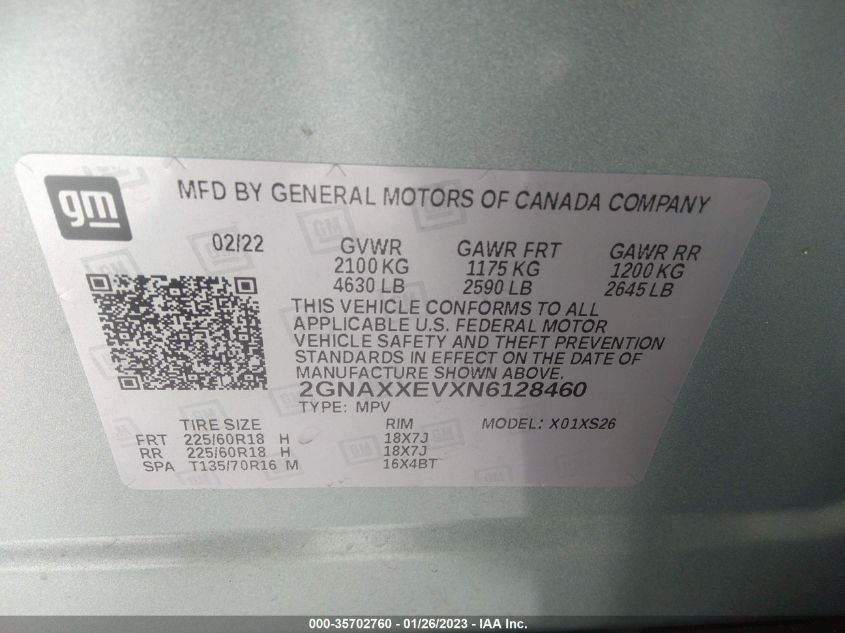 gm
MFD BY GENERAL MOTORS OF CANADA COMPANY
02/22 GVWR GAWR FRT GAWR RR
2100 KG 1175 KG 1200 KG
4630 LB 2590 LB 2645 LB
THIS VEHICLE CONFORMS TO ALL
APPLICABLE U.S. FEDERAL MOTOR
VEHICLE SAFETY AND THEFT PREVENTION
STANDARDS IN EFFECT ON THE DATE OF
MANUFACTURE SHOWN ABOVE.
2GNAXXEVXN6128460
TYPE: MPV
TIRE SIZE RIM MODEL: X01XS26
FRT 225/60R18 H 18X7J
RR 225/60R18 H 18X7J
SPA T135/70R16 M 16X4BT
000-35702760 - 01/26/2023 - IAA Inc.